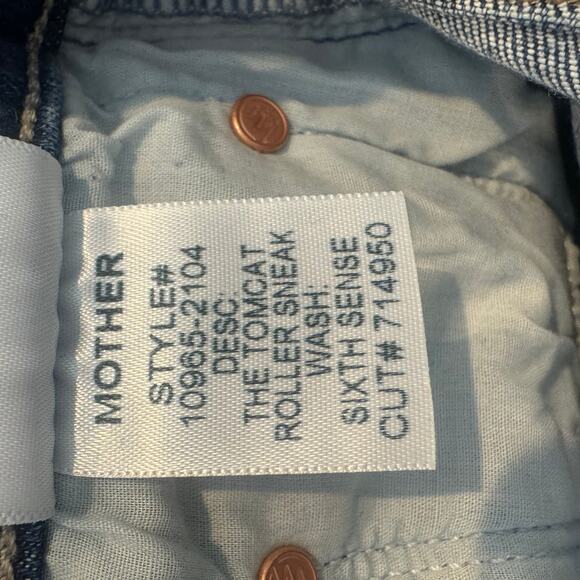 MOTHER
STYLE#
10965-2104
DESC.
THE TOMCAT
ROLLER SNEAK
WASH:
SIXTH SENSE
CUT# 714950